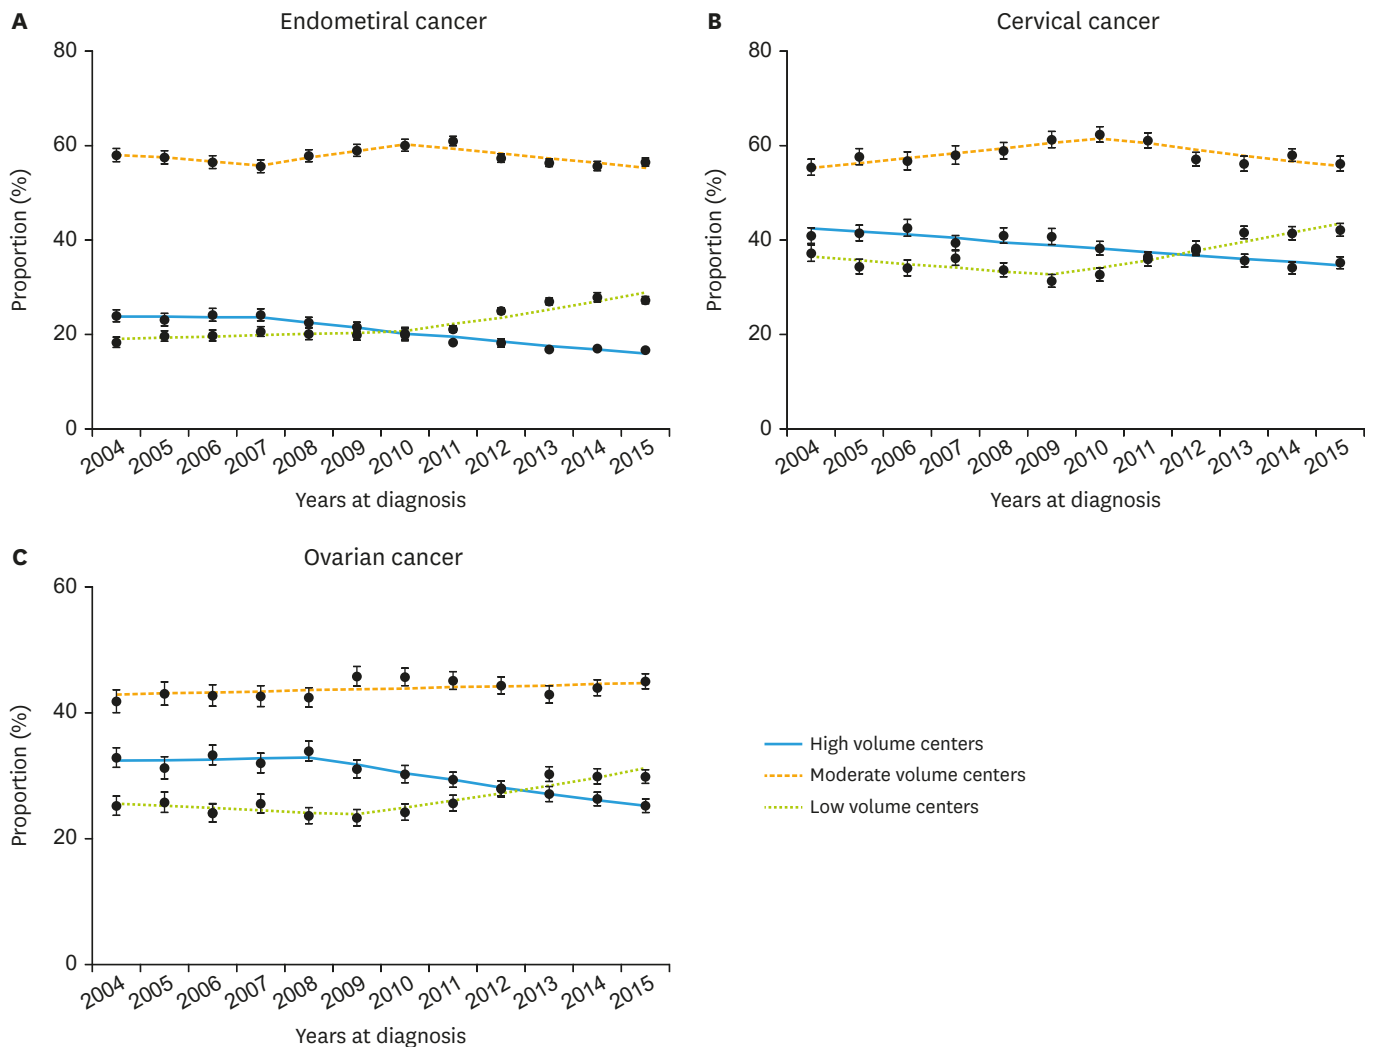 A
Endometiral cancer
80
60
40
20
0
Proportion (%)
2004 2005 2006 2007 2008 2009 2010 2011 2012 2013 2014 2015
Years at diagnosis
B
Cervical cancer
80
60
40
20
0
Proportion (%)
2004 2005 2006 2007 2008 2009 2010 2011 2012 2013 2014 2015
Years at diagnosis
C
Ovarian cancer
60
40
20
0
Proportion (%)
2004 2005 2006 2007 2008 2009 2010 2011 2012 2013 2014 2015
Years at diagnosis
High volume centers
Moderate volume centers
Low volume centers